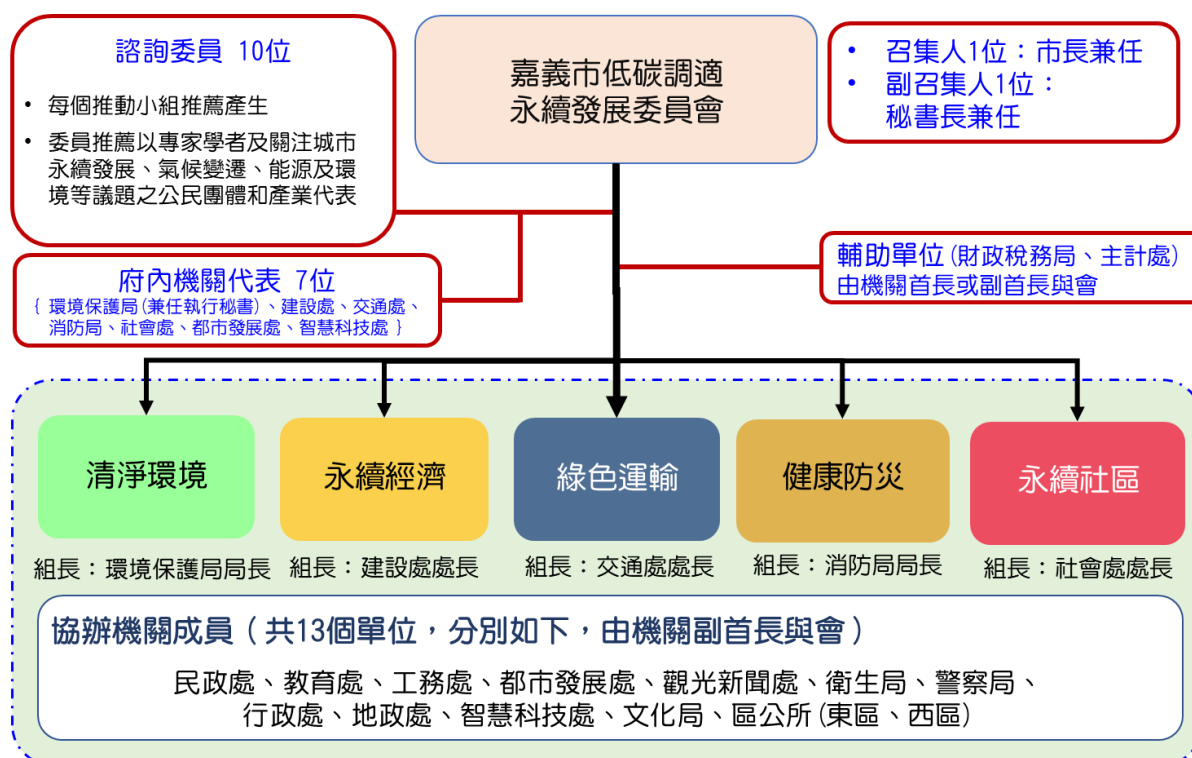 諮詢委員 10位
• 每個推動小組推薦產生
• 委員推薦以專家學者及關注城市
永續發展、氣候變遷、能源及環
境等議題之公民團體和產業代表
嘉義市低碳調適
永續發展委員會
• 召集人1位：市長兼任
• 副召集人1位：
秘書長兼任
府內機關代表 7位
{ 環境保護局(兼任執行秘書)、建設處、交通處、
消防局、社會處、都市發展處、智慧科技處 }
輔助單位(財政稅務局、主計處)
由機關首長或副首長與會
清淨環境
永續經濟
綠色運輸
健康防災
永續社區
組長：環境保護局局長
組長：建設處處長
組長：交通處處長
組長：消防局局長
組長：社會處處長
協辦機關成員（共13個單位，分別如下，由機關副首長與會）
民政處、教育處、工務處、都市發展處、觀光新聞處、衛生局、警察局、
行政處、地政處、智慧科技處、文化局、區公所(東區、西區)